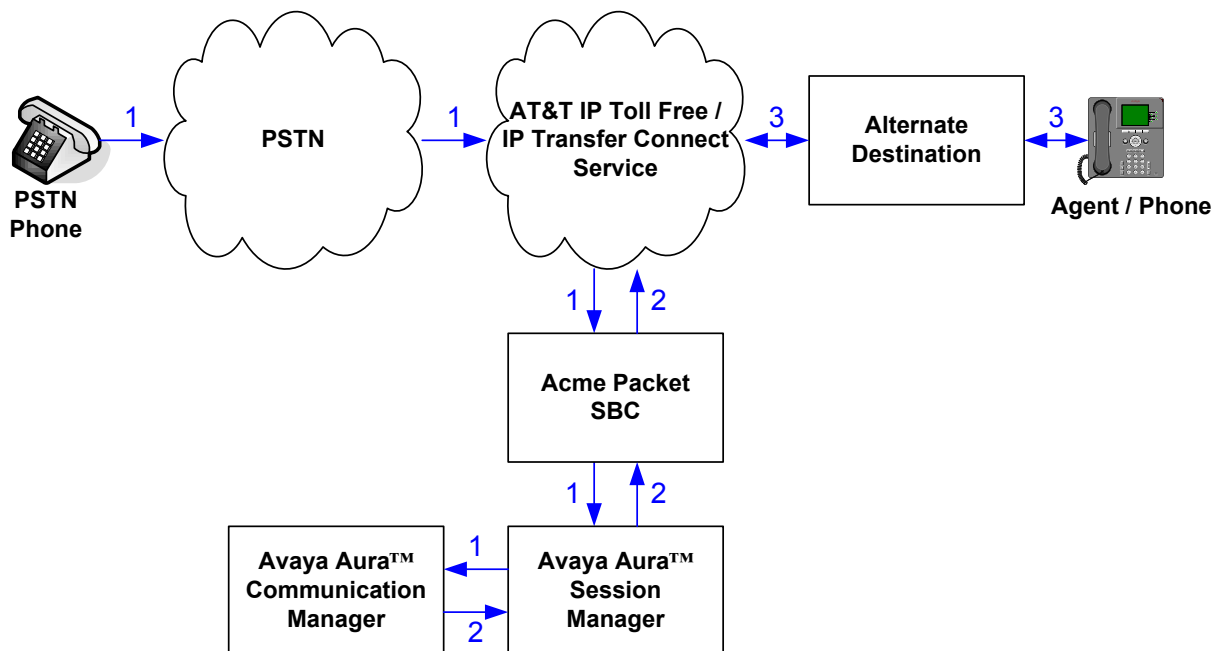 1
PSTN
Phone
PSTN
1
AT&T IP Toll Free /
IP Transfer Connect
Service
3
Alternate
Destination
3
Agent / Phone
1
2
Acme Packet
SBC
1
2
Avaya Aura™
Communication
Manager
1
2
Avaya Aura™
Session
Manager